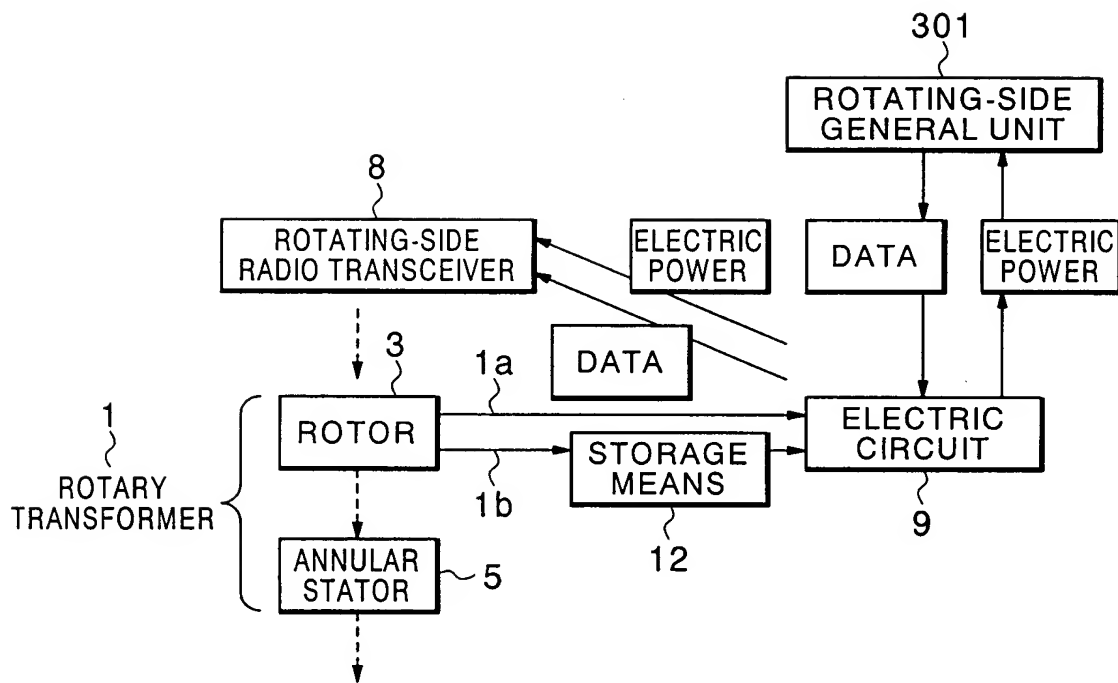 301
ROTATING-SIDE
GENERAL UNIT
8
ROTATING-SIDE
RADIO TRANSCEIVER
ELECTRIC
POWER
DATA
ELECTRIC
POWER
DATA
3
1a
1
ROTOR
ELECTRIC
CIRCUIT
ROTARY
TRANSFORMER
1b
STORAGE
MEANS
9
12
ANNULAR
STATOR
5